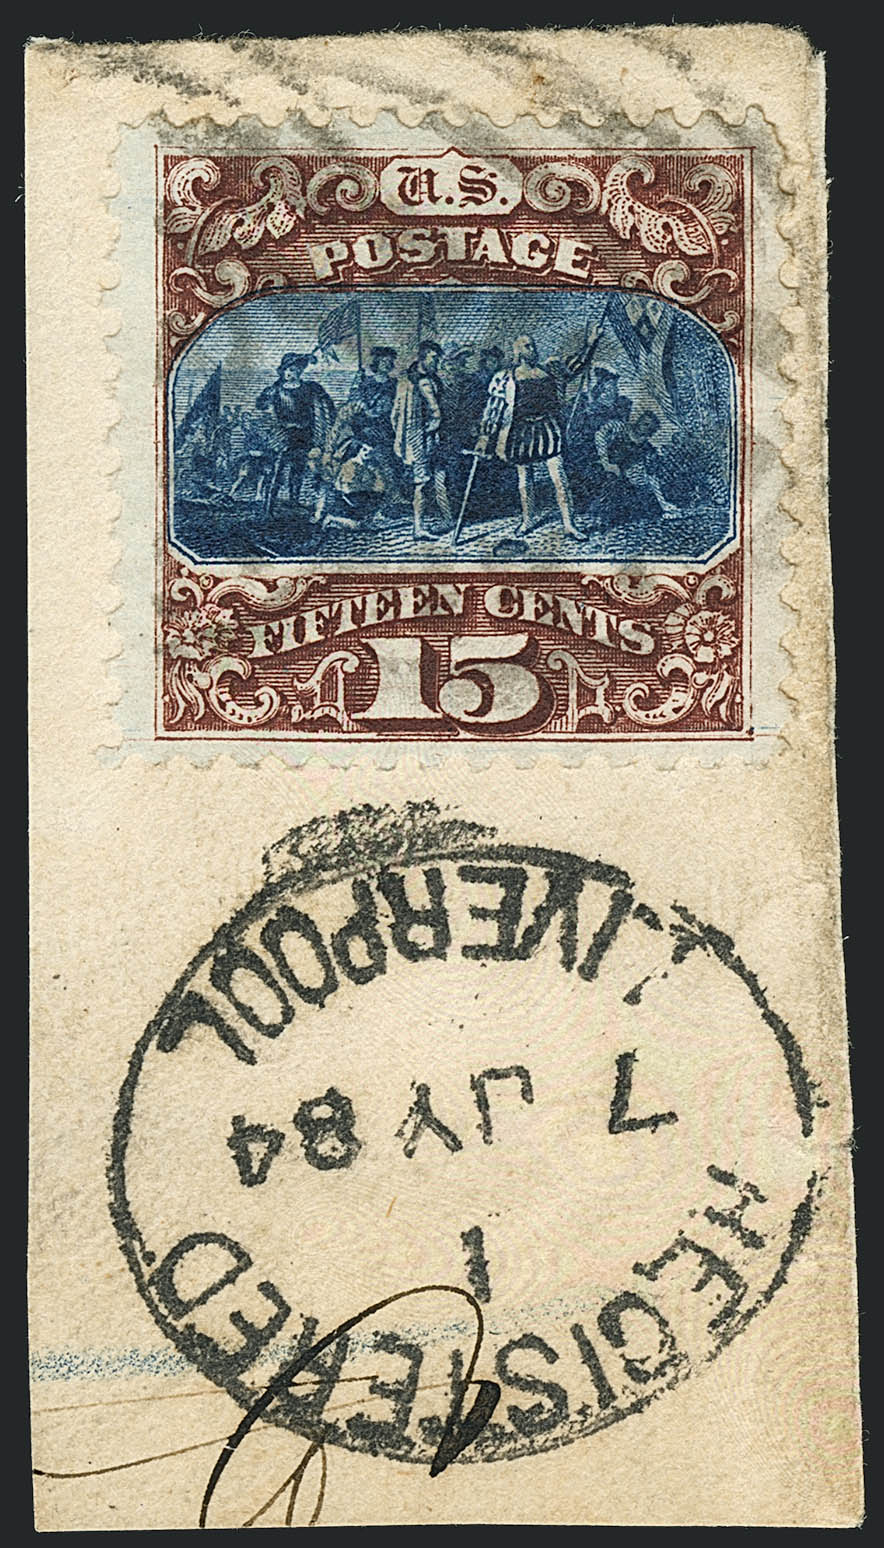 U.S.
POSTAGE
FIFTEEN CENTS
15
REGISTERED
1
7 JY 84
LIVERPOOL